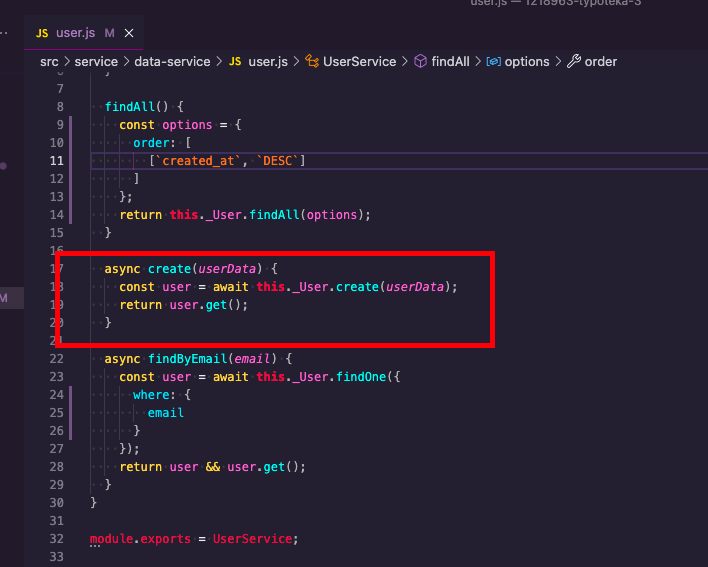 user.js — 1218963-typoteka-3
JS user.js M ×
src > service > data-service > JS user.js > UserService > findAll > options > order
6 }
7
8 findAll() {
9 const options = {
10 order: [
11 [`created_at`, `DESC`]
12 ]
13 };
14 return this._User.findAll(options);
15 }
16
17 async create(userData) {
18 const user = await this._User.create(userData);
19 return user.get();
20 }
21
22 async findByEmail(email) {
23 const user = await this._User.findOne({
24 where: {
25 email
26 }
27 });
28 return user && user.get();
29 }
30 }
31
32 module.exports = UserService;
33
M